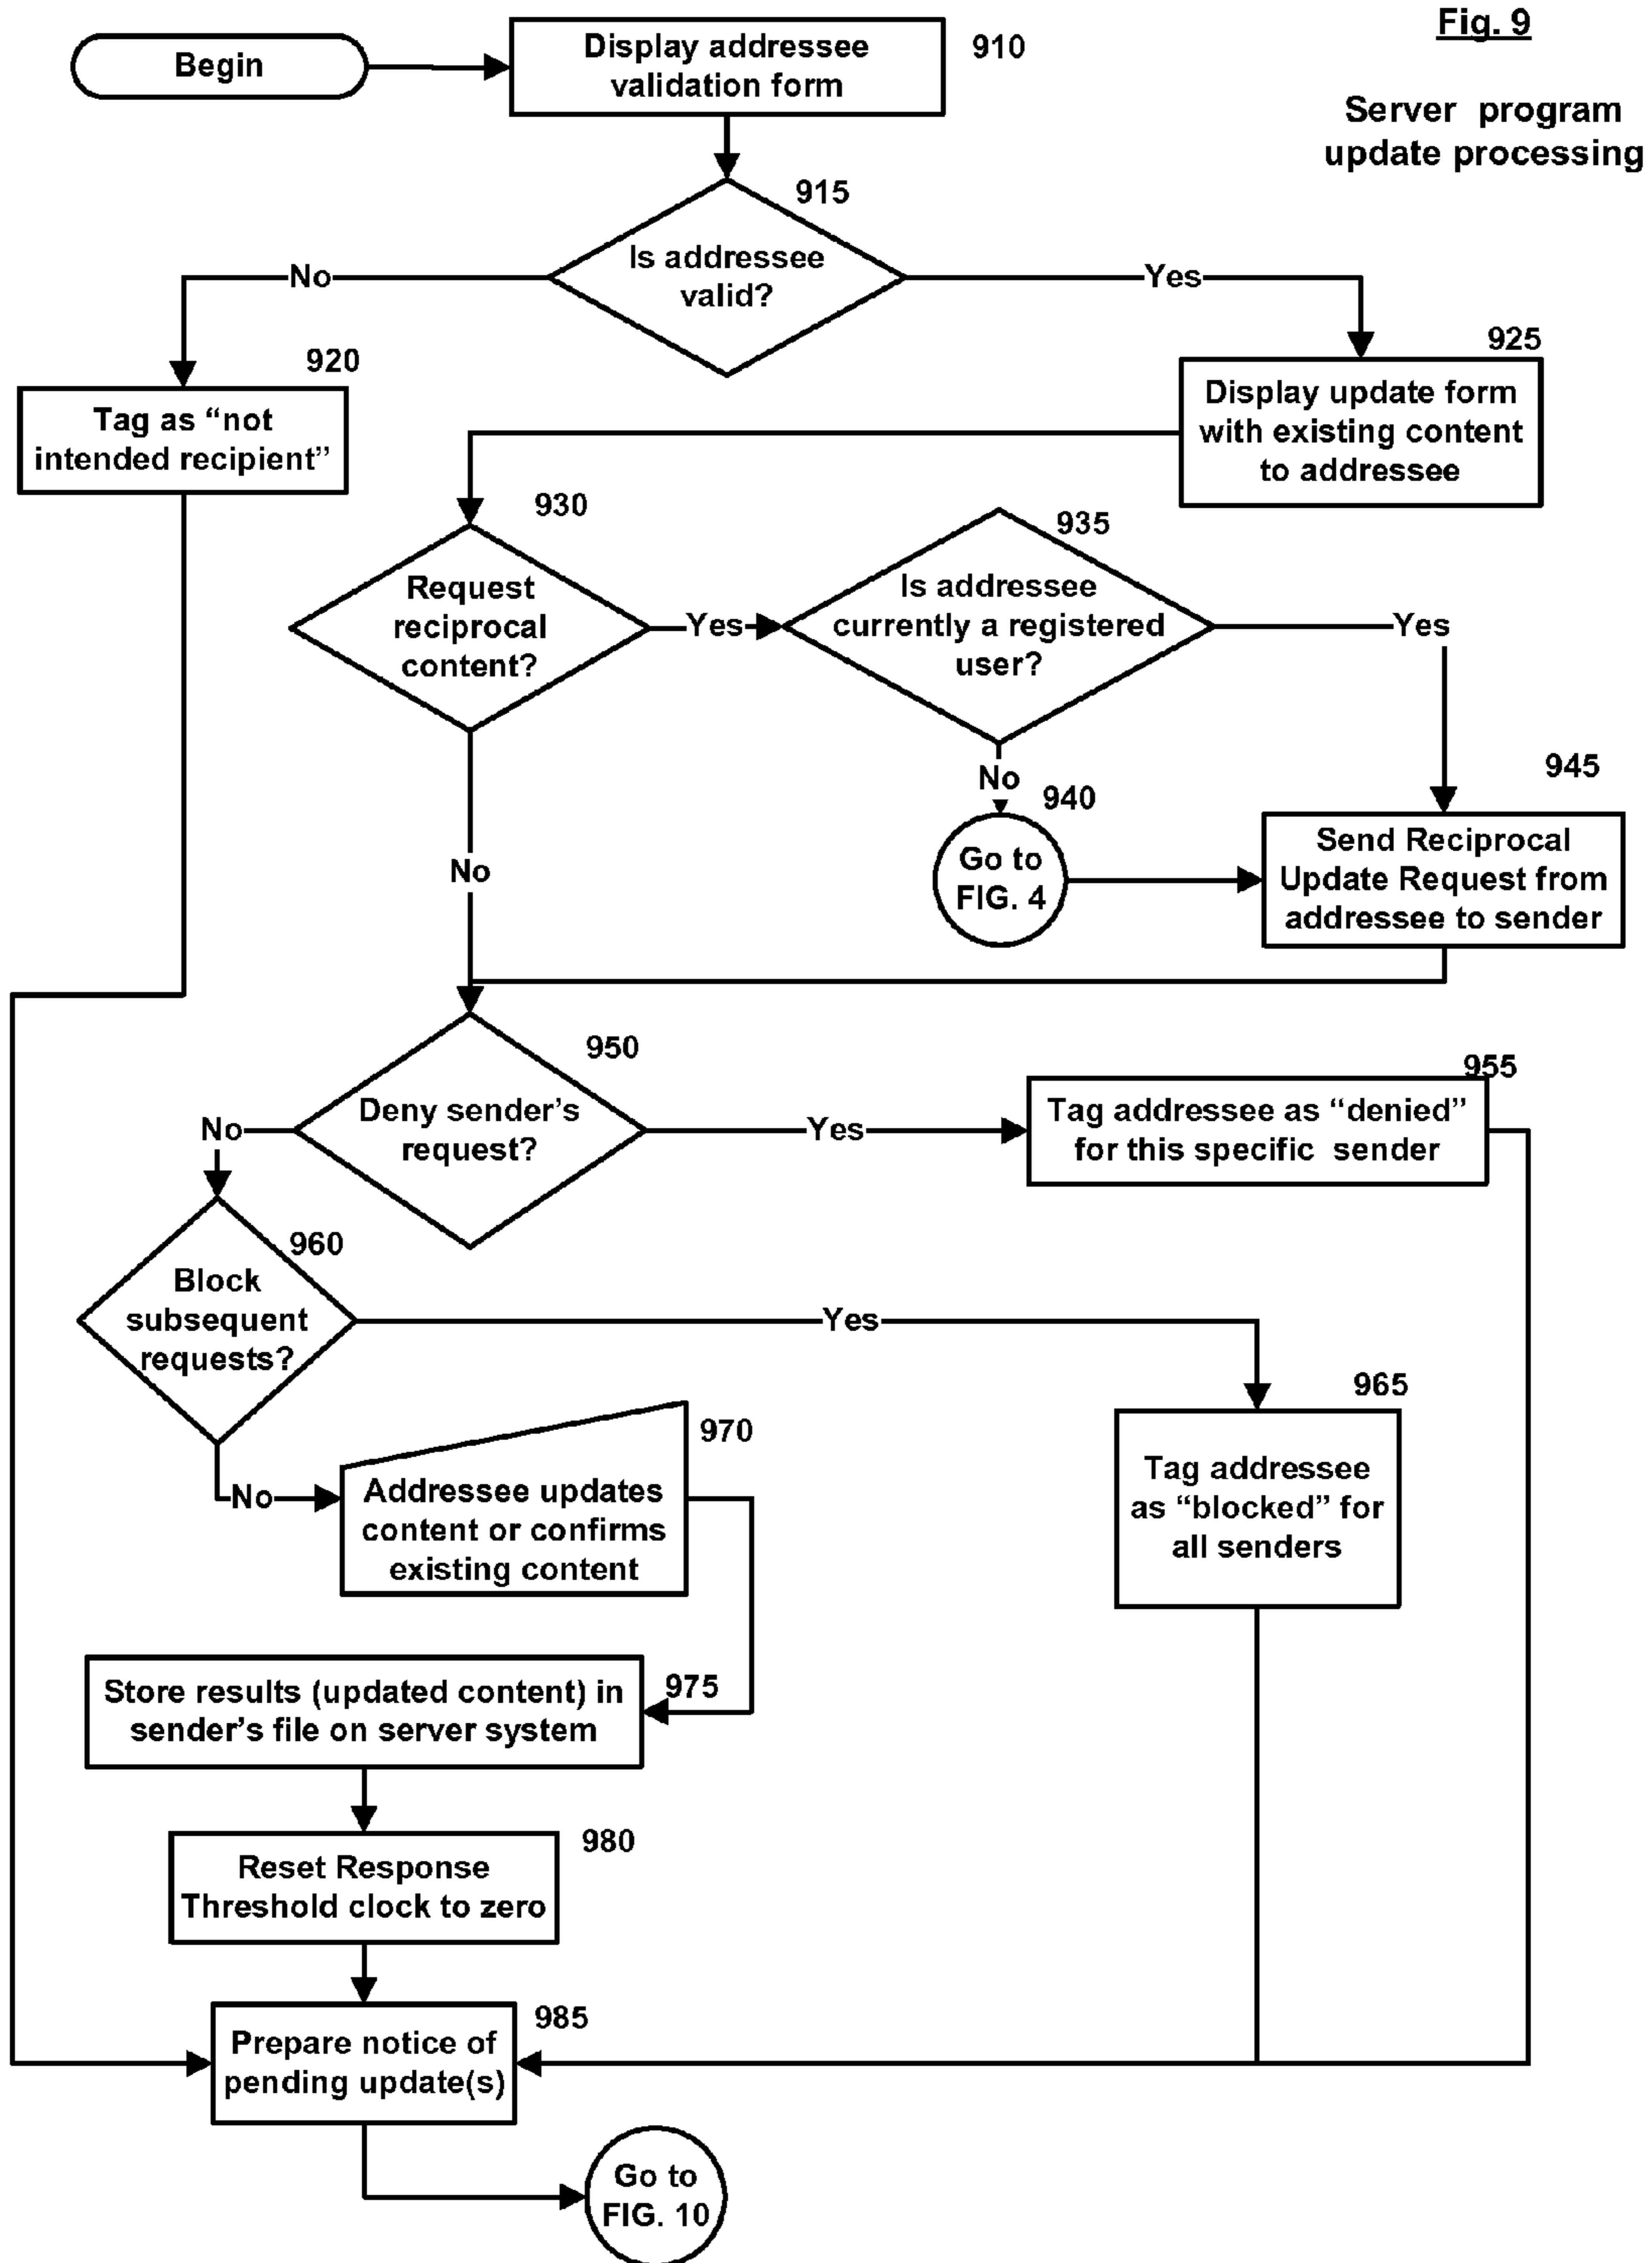 Fig. 9
Server program
update processing
Begin
Display addressee
validation form
910
915
Is addressee
valid?
No
Yes
920
Tag as “not
intended recipient”
925
Display update form
with existing content
to addressee
930
Request
reciprocal
content?
Yes
935
Is addressee
currently a registered
user?
Yes
No
940
Go to
FIG. 4
945
Send Reciprocal
Update Request from
addressee to sender
No
950
Deny sender’s
request?
No
Yes
955
Tag addressee as “denied”
for this specific sender
960
Block
subsequent
requests?
Yes
965
Tag addressee
as “blocked” for
all senders
No
970
Addressee updates
content or confirms
existing content
975
Store results (updated content) in
sender’s file on server system
980
Reset Response
Threshold clock to zero
985
Prepare notice of
pending update(s)
Go to
FIG. 10